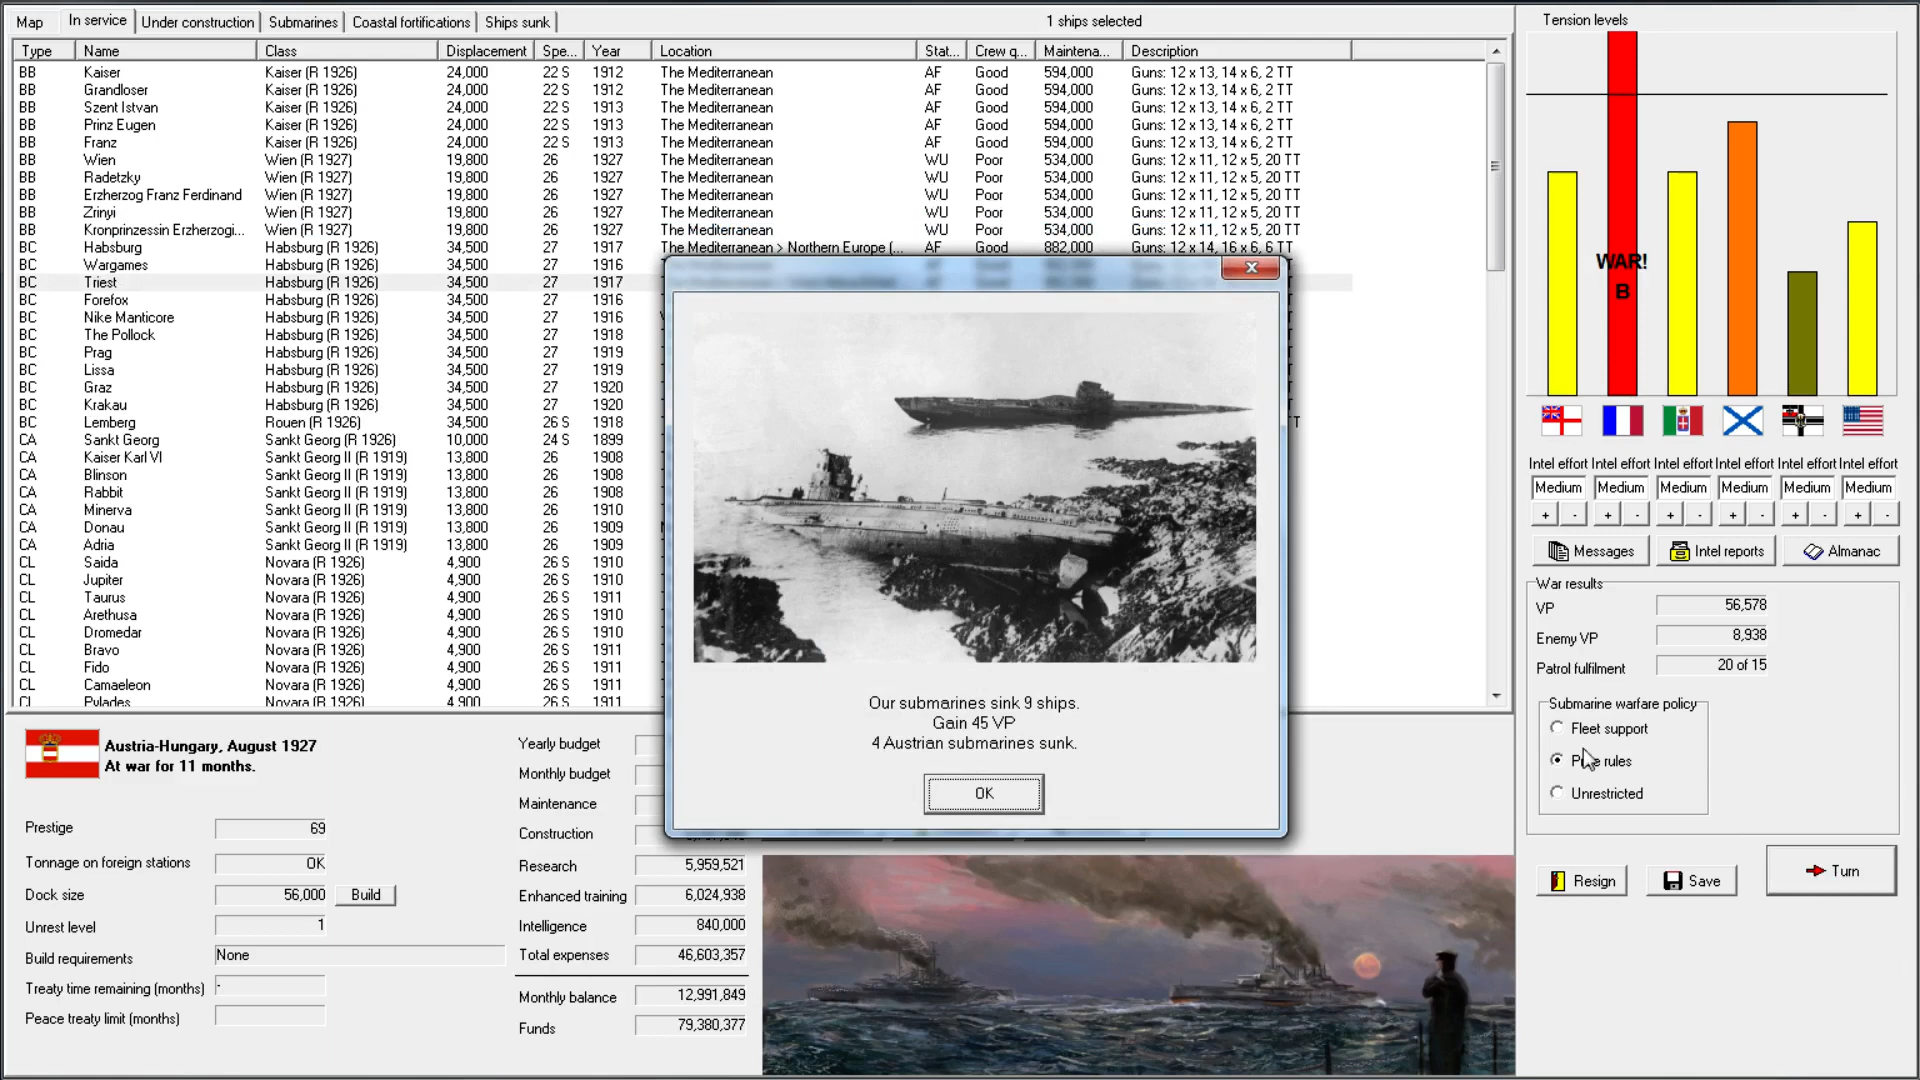 Map In service Under construction Submarines Coastal fortifications Ships sunk 1 ships selected
Type Name Class Displacement Spe... Year Location Stat... Crew q... Maintena... Description
BB Kaiser Kaiser (R 1926) 24,000 22 S 1912 The Mediterranean AF Good 594,000 Guns: 12 x 13, 14 x 6, 2 TT
BB Grandloser Kaiser (R 1926) 24,000 22 S 1912 The Mediterranean AF Good 594,000 Guns: 12 x 13, 14 x 6, 2 TT
BB Szent Istvan Kaiser (R 1926) 24,000 22 S 1913 The Mediterranean AF Good 594,000 Guns: 12 x 13, 14 x 6, 2 TT
BB Prinz Eugen Kaiser (R 1926) 24,000 22 S 1913 The Mediterranean AF Good 594,000 Guns: 12 x 13, 14 x 6, 2 TT
BB Franz Kaiser (R 1926) 24,000 22 S 1913 The Mediterranean AF Good 594,000 Guns: 12 x 13, 14 x 6, 2 TT
BB Wien Wien (R 1927) 19,800 26 1927 The Mediterranean WU Poor 534,000 Guns: 12 x 11, 12 x 5, 20 TT
BB Radetzky Wien (R 1927) 19,800 26 1927 The Mediterranean WU Poor 534,000 Guns: 12 x 11, 12 x 5, 20 TT
BB Erzherzog Franz Ferdinand Wien (R 1927) 19,800 26 1927 The Mediterranean WU Poor 534,000 Guns: 12 x 11, 12 x 5, 20 TT
BB Zrinyi Wien (R 1927) 19,800 26 1927 The Mediterranean WU Poor 534,000 Guns: 12 x 11, 12 x 5, 20 TT
BB Kronprinzessin Erzherzogi... Wien (R 1927) 19,800 26 1927 The Mediterranean WU Poor 534,000 Guns: 12 x 11, 12 x 5, 20 TT
BC Habsburg Habsburg (R 1926) 34,500 27 1917 The Mediterranean > Northern Europe (... AF Good 882,000 Guns: 12 x 14, 16 x 6, 6 TT
BC Wargames Habsburg (R 1926) 34,500 27 1916
BC Triest Habsburg (R 1926) 34,500 27 1917
BC Forefox Habsburg (R 1926) 34,500 27 1916
BC Nike Manticore Habsburg (R 1926) 34,500 27 1916
BC The Pollock Habsburg (R 1926) 34,500 27 1918
BC Prag Habsburg (R 1926) 34,500 27 1919
BC Lissa Habsburg (R 1926) 34,500 27 1919
BC Graz Habsburg (R 1926) 34,500 27 1920
BC Krakau Habsburg (R 1926) 34,500 27 1920
BC Lemberg Rouen (R 1927) 34,500 26 S 1918
CA Sankt Georg Sankt Georg (R 1926) 10,000 24 S 1899
CA Kaiser Karl VI Sankt Georg II (R 1919) 13,800 26 1908
CA Blinson Sankt Georg II (R 1919) 13,800 26 1908
CA Rabbit Sankt Georg II (R 1919) 13,800 26 1908
CA Minerva Sankt Georg II (R 1919) 13,800 26 1910
CA Donau Sankt Georg II (R 1919) 13,800 26 1909
CA Adria Sankt Georg II (R 1919) 13,800 26 1909
CL Saida Novara (R 1926) 4,900 26 S 1910
CL Jupiter Novara (R 1926) 4,900 26 S 1910
CL Taurus Novara (R 1926) 4,900 26 S 1911
CL Arethusa Novara (R 1926) 4,900 26 S 1910
CL Dromedar Novara (R 1926) 4,900 26 S 1910
CL Bravo Novara (R 1926) 4,900 26 S 1911
CL Fido Novara (R 1926) 4,900 26 S 1911
CL Camaeleon Novara (R 1926) 4,900 26 S 1911
CL Pylades Novara (R 1926) 4,900 26 S 1911
Our submarines sink 9 ships.
Gain 45 VP
4 Austrian submarines sunk.
OK
Austria-Hungary, August 1927
At war for 11 months.
Prestige 69
Tonnage on foreign stations OK
Dock size 56,000 Build
Unrest level 1
Build requirements None
Treaty time remaining (months) -
Peace treaty limit (months)
Yearly budget
Monthly budget
Maintenance
Construction
Research 5,959,521
Enhanced training 6,024,938
Intelligence 840,000
Total expenses 46,603,357
Monthly balance 12,991,849
Funds 79,380,377
Tension levels
WAR!
B
Intel effort Intel effort Intel effort Intel effort Intel effort Intel effort
Medium Medium Medium Medium Medium Medium
+ - + - + - + - + - + -
Messages Intel reports Almanac
War results
VP 56,578
Enemy VP 8,938
Patrol fulfilment 20 of 15
Submarine warfare policy
Fleet support
rules
Unrestricted
Resign Save Turn